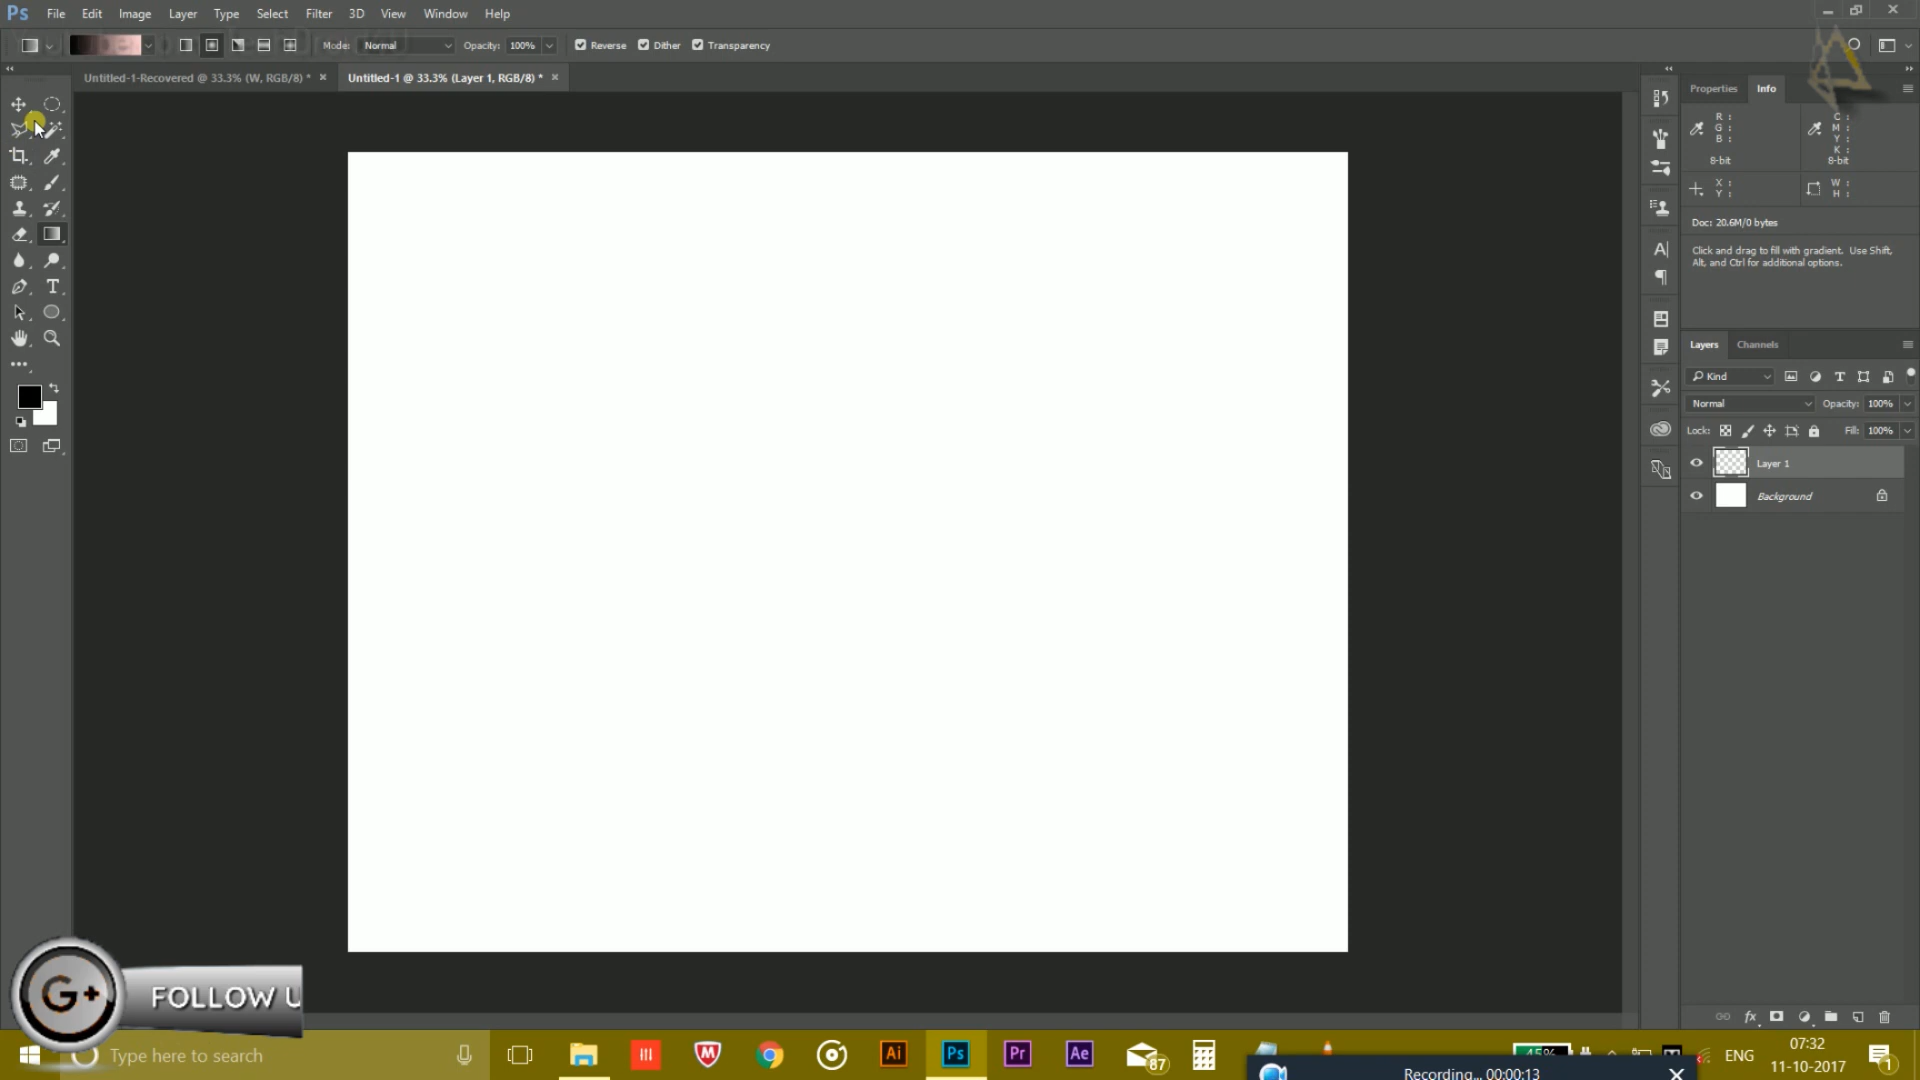 Ps File Edit Image Layer Type Select Filter 3D View Window Help
Mode: Normal Opacity: 100% Reverse Dither Transparency
Untitled-1-Recovered @ 33.3% (W, RGB/8) * ×
Untitled-1 @ 33.3% (Layer 1, RGB/8) * ×
Properties Info
R : C :
G : M :
B : Y :
K :
8-bit 8-bit
X : W :
Y : H :
Doc: 20.6M/0 bytes
Click and drag to fill with gradient. Use Shift,
Alt, and Ctrl for additional options.
Layers Channels
Kind
Normal Opacity: 100%
Lock: Fill: 100%
Layer 1
Background
fx
G+ FOLLOW U
Type here to search
Ai Ps Pr Ae 87
45%
ENG
07:32
11-10-2017
1
Recording... 00:00:13